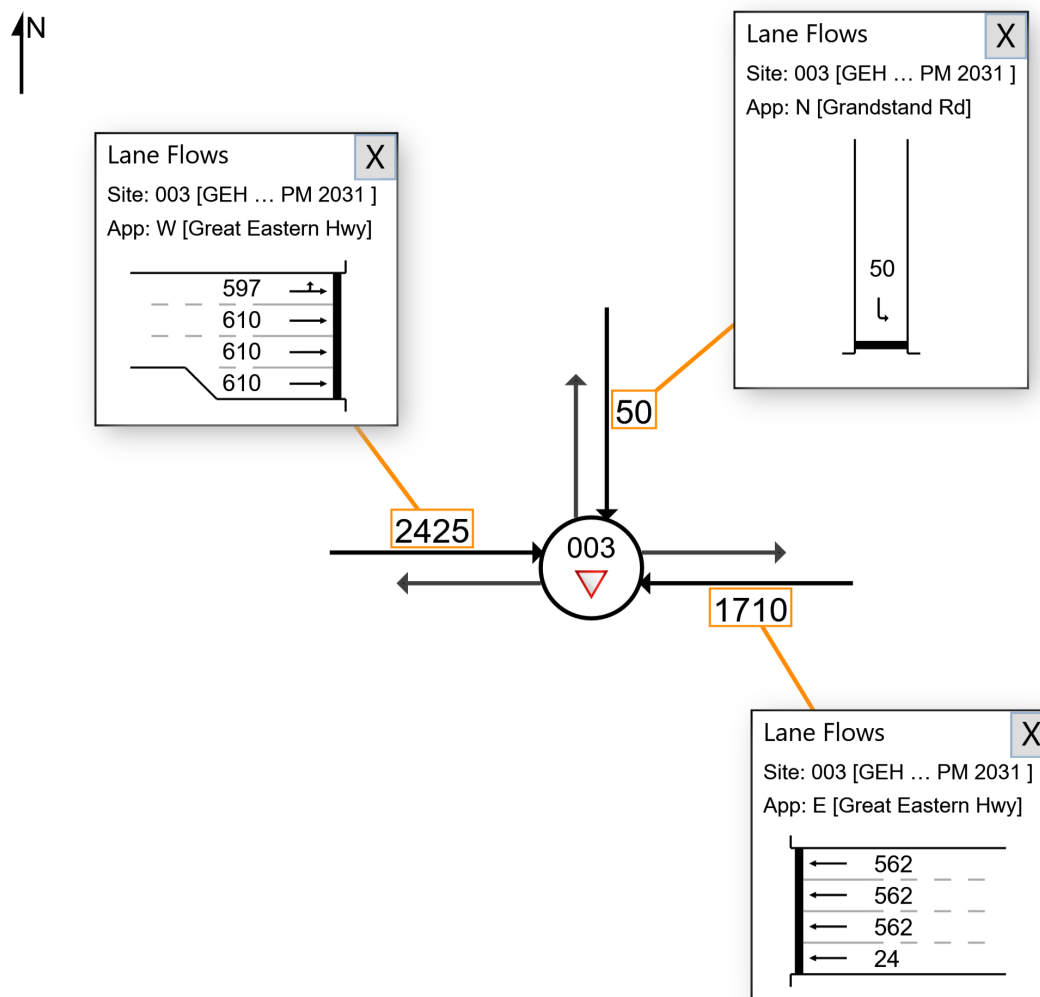 N
Lane Flows
X
Site: 003 [GEH ... PM 2031 ]
App: N [Grandstand Rd]
50
Lane Flows
X
Site: 003 [GEH ... PM 2031 ]
App: W [Great Eastern Hwy]
597
610
610
610
50
2425
003
1710
Lane Flows
X
Site: 003 [GEH ... PM 2031 ]
App: E [Great Eastern Hwy]
562
562
562
24